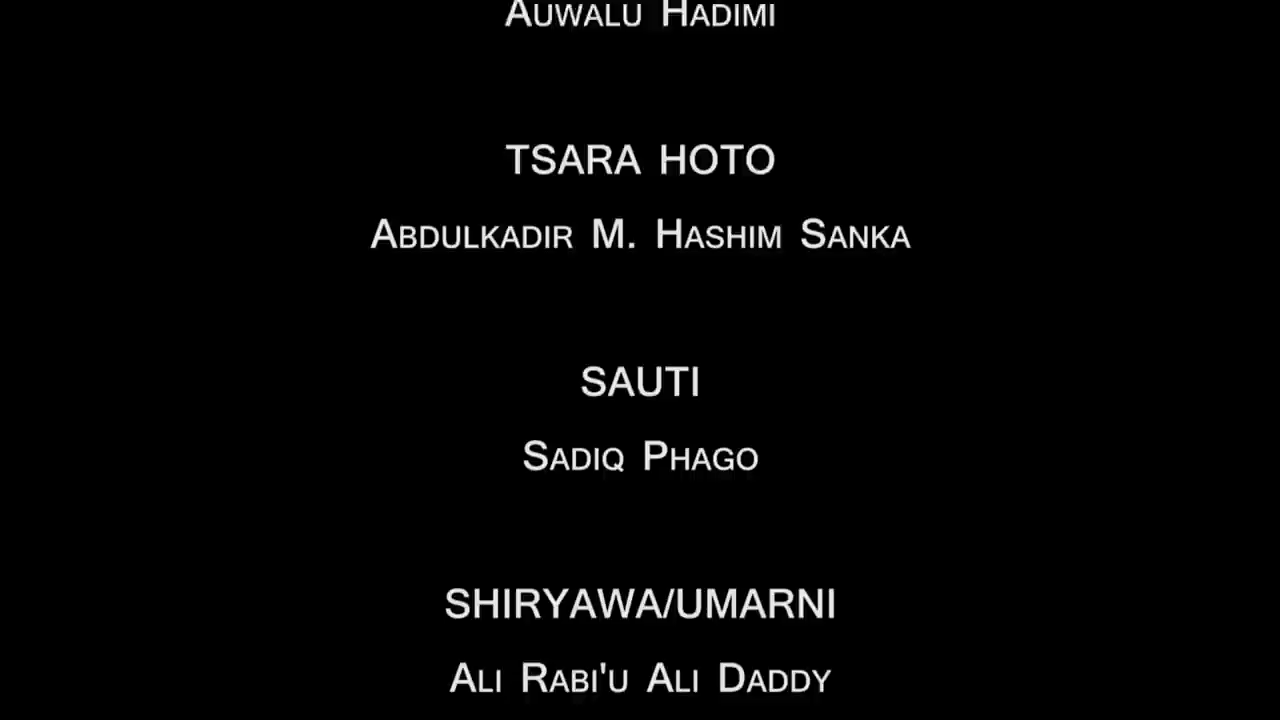 Auwalu Hadimi
TSARA HOTO
Abdulkadir M. Hashim Sanka
SAUTI
Sadiq Phago
SHIRYAWA/UMARNI
Ali Rabi'u Ali Daddy